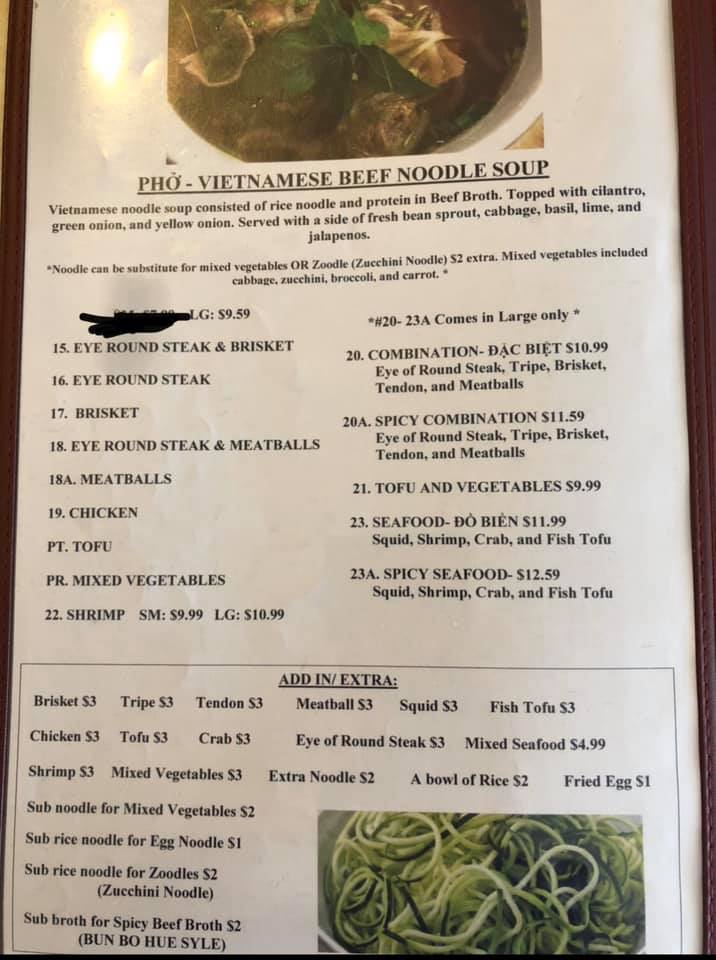 PHỞ - VIETNAMESE BEEF NOODLE SOUP
Vietnamese noodle soup consisted of rice noodle and protein in Beef Broth. Topped with cilantro,
green onion, and yellow onion. Served with a side of fresh bean sprout, cabbage, basil, lime, and
jalapenos.
*Noodle can be substitute for mixed vegetables OR Zoodle (Zucchini Noodle) $2 extra. Mixed vegetables included
cabbage, zucchini, broccoli, and carrot. *
LG: $9.59
15. EYE ROUND STEAK & BRISKET
16. EYE ROUND STEAK
17. BRISKET
18. EYE ROUND STEAK & MEATBALLS
18A. MEATBALLS
19. CHICKEN
PT. TOFU
PR. MIXED VEGETABLES
22. SHRIMP SM: $9.99 LG: $10.99
*#20- 23A Comes in Large only *
20. COMBINATION- ĐẶC BIỆT $10.99
Eye of Round Steak, Tripe, Brisket,
Tendon, and Meatballs
20A. SPICY COMBINATION $11.59
Eye of Round Steak, Tripe, Brisket,
Tendon, and Meatballs
21. TOFU AND VEGETABLES $9.99
23. SEAFOOD- ĐỒ BIỂN $11.99
Squid, Shrimp, Crab, and Fish Tofu
23A. SPICY SEAFOOD- $12.59
Squid, Shrimp, Crab, and Fish Tofu
ADD IN/ EXTRA:
Brisket $3 Tripe $3 Tendon $3 Meatball $3 Squid $3 Fish Tofu $3
Chicken $3 Tofu $3 Crab $3 Eye of Round Steak $3 Mixed Seafood $4.99
Shrimp $3 Mixed Vegetables $3 Extra Noodle $2 A bowl of Rice $2 Fried Egg $1
Sub noodle for Mixed Vegetables $2
Sub rice noodle for Egg Noodle $1
Sub rice noodle for Zoodles $2
(Zucchini Noodle)
Sub broth for Spicy Beef Broth $2
(BUN BO HUE SYLE)